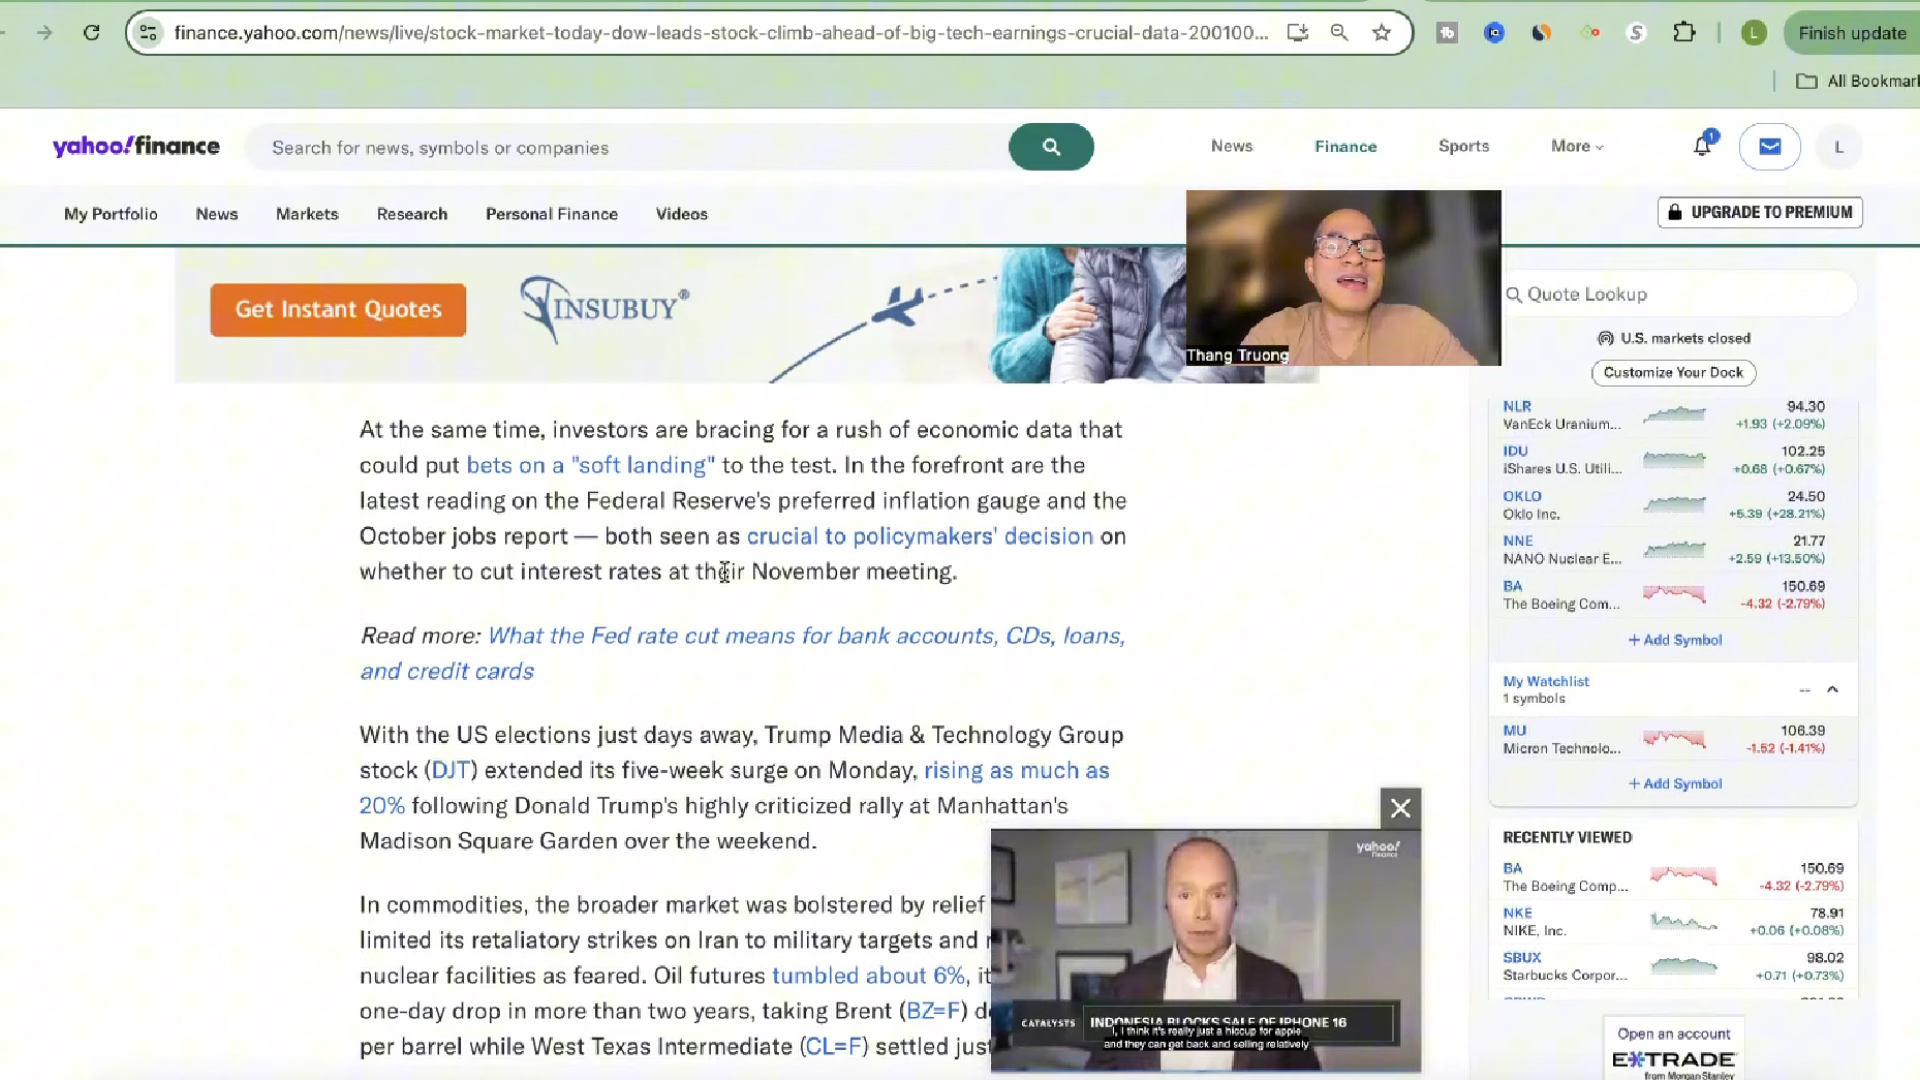 finance.yahoo.com/news/live/stock-market-today-dow-leads-stock-climb-ahead-of-big-tech-earnings-crucial-data-200100...
Finish update
All Bookmark
yahoo!finance
Search for news, symbols or companies
News
Finance
Sports
More
1
L
My Portfolio
News
Markets
Research
Personal Finance
Videos
UPGRADE TO PREMIUM
Get Instant Quotes
INSUBUY®
Thang Truong
Quote Lookup
U.S. markets closed
Customize Your Dock
At the same time, investors are bracing for a rush of economic data that
could put bets on a "soft landing" to the test. In the forefront are the
latest reading on the Federal Reserve's preferred inflation gauge and the
October jobs report — both seen as crucial to policymakers' decision on
whether to cut interest rates at their November meeting.
Read more: What the Fed rate cut means for bank accounts, CDs, loans,
and credit cards
With the US elections just days away, Trump Media & Technology Group
stock (DJT) extended its five-week surge on Monday, rising as much as
20% following Donald Trump's highly criticized rally at Manhattan's
Madison Square Garden over the weekend.
In commodities, the broader market was bolstered by relief
limited its retaliatory strikes on Iran to military targets and
nuclear facilities as feared. Oil futures tumbled about 6%, it
one-day drop in more than two years, taking Brent (BZ=F)
per barrel while West Texas Intermediate (CL=F) settled just
yahoo!
finance
CATALYSTS
INDONESIA BLOCKS SALE OF IPHONE 16
I, I think it's really just a hiccup for apple
and they can get back and selling relatively
NLR 94.30
VanEck Uranium... +1.93 (+2.09%)
IDU 102.25
iShares U.S. Utili... +0.68 (+0.67%)
OKLO 24.50
Oklo Inc. +5.39 (+28.21%)
NNE 21.77
NANO Nuclear E... +2.59 (+13.50%)
BA 150.69
The Boeing Com... -4.32 (-2.79%)
+ Add Symbol
My Watchlist --
1 symbols
MU 106.39
Micron Technolo... -1.52 (-1.41%)
+ Add Symbol
RECENTLY VIEWED
BA 150.69
The Boeing Comp... -4.32 (-2.79%)
NKE 78.91
NIKE, Inc. +0.06 (+0.08%)
SBUX 98.02
Starbucks Corpor... +0.71 (+0.73%)
Open an account
E*TRADE
from Morgan Stanley